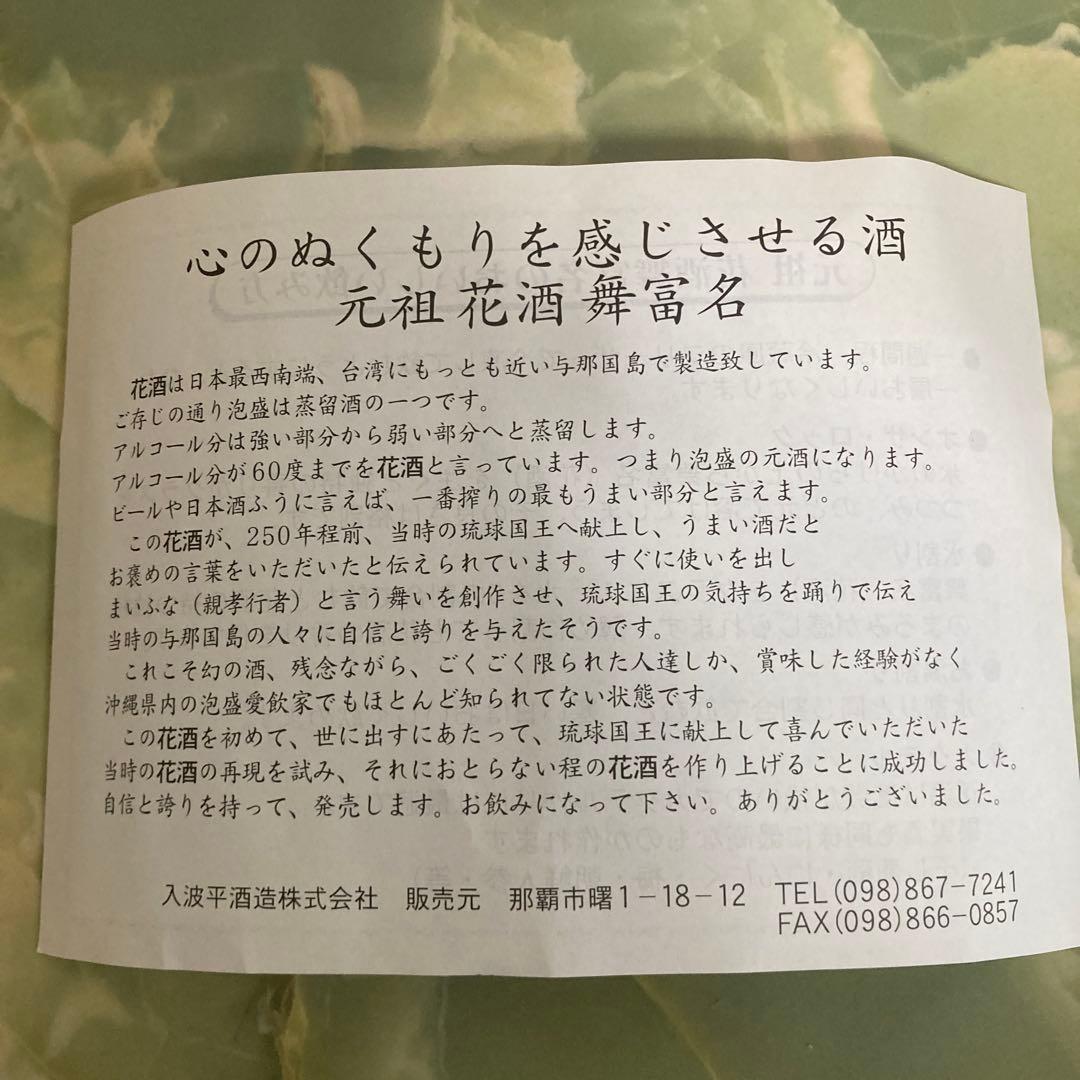 心のぬくもりを感じさせる酒
元祖 花酒 舞富名
花酒は日本最西南端、台湾にもっとも近い与那国島で製造致しています。
ご存じの通り泡盛は蒸留酒の一つです。
アルコール分は強い部分から弱い部分へと蒸留します。
アルコール分が60度までを花酒と言っています。つまり泡盛の元酒になります。
ビールや日本酒ふうに言えば、一番搾りの最もうまい部分と言えます。
この花酒が、250年程前、当時の琉球国王へ献上し、うまい酒だと
お褒めの言葉をいただいたと伝えられています。すぐに使いを出し
まいふな（親孝行者）と言う舞いを創作させ、琉球国王の気持ちを踊りで伝え
当時の与那国島の人々に自信と誇りを与えたそうです。
これこそ幻の酒、残念ながら、ごくごく限られた人達しか、賞味した経験がなく
沖縄県内の泡盛愛飲家でもほとんど知られてない状態です。
この花酒を初めて、世に出すにあたって、琉球国王に献上して喜んでいただいた
当時の花酒の再現を試み、それにおとらない程の花酒を作り上げることに成功しました。
自信と誇りを持って、発売します。お飲みになって下さい。ありがとうございました。
入波平酒造株式会社 販売元 那覇市曙1-18-12 TEL(098)867-7241
FAX(098)866-0857